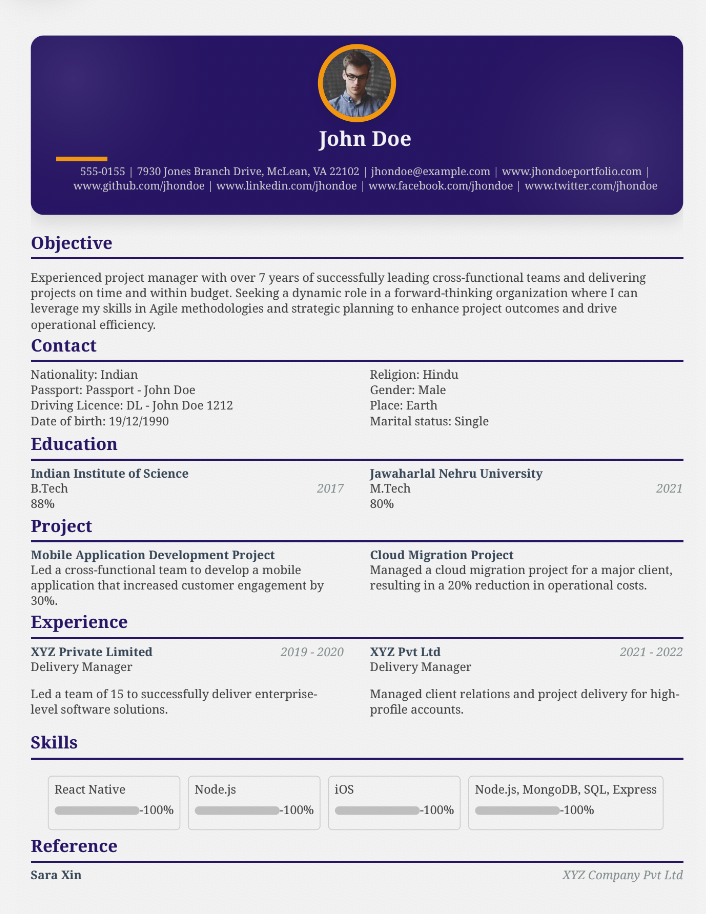 John Doe
555-0155 | 7930 Jones Branch Drive, McLean, VA 22102 | jhondoe@example.com | www.jhondoeportfolio.com |
www.github.com/jhondoe | www.linkedin.com/jhondoe | www.facebook.com/jhondoe | www.twitter.com/jhondoe
Objective
Experienced project manager with over 7 years of successfully leading cross-functional teams and delivering
projects on time and within budget. Seeking a dynamic role in a forward-thinking organization where I can
leverage my skills in Agile methodologies and strategic planning to enhance project outcomes and drive
operational efficiency.
Contact
Nationality: Indian
Passport: Passport - John Doe
Driving Licence: DL - John Doe 1212
Date of birth: 19/12/1990
Religion: Hindu
Gender: Male
Place: Earth
Marital status: Single
Education
Indian Institute of Science
B.Tech 2017
88%
Jawaharlal Nehru University
M.Tech 2021
80%
Project
Mobile Application Development Project
Led a cross-functional team to develop a mobile
application that increased customer engagement by
30%.
Cloud Migration Project
Managed a cloud migration project for a major client,
resulting in a 20% reduction in operational costs.
Experience
XYZ Private Limited 2019 - 2020
Delivery Manager
Led a team of 15 to successfully deliver enterprise-
level software solutions.
XYZ Pvt Ltd 2021 - 2022
Delivery Manager
Managed client relations and project delivery for high-
profile accounts.
Skills
React Native
-100%
Node.js
-100%
iOS
-100%
Node.js, MongoDB, SQL, Express
-100%
Reference
Sara Xin XYZ Company Pvt Ltd